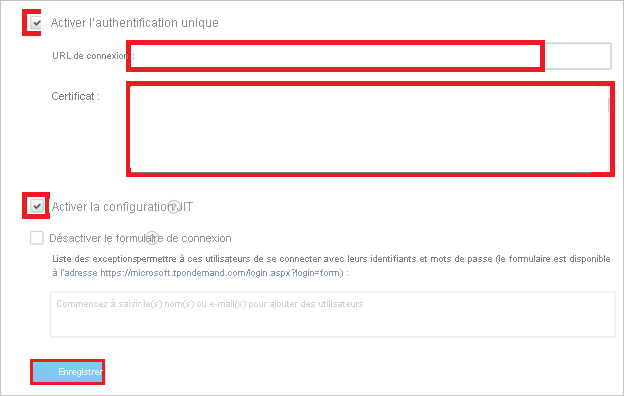 Activer l'authentification unique
URL de connexion :
Certificat :
Activer la configuration JIT
Désactiver le formulaire de connexion
Liste des exceptionspermettre à ces utilisateurs de se connecter avec leurs identifiants et mots de passe (le formulaire est disponible
à l'adresse https://microsoft.tpondemand.com/login.aspx?login=form) :
Commencez à saisir le(s) nom(s) ou e-mail(s) pour ajouter des utilisateurs
Enregistrer